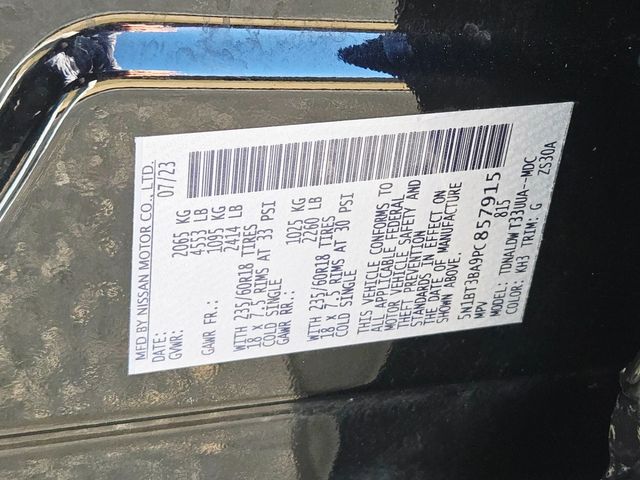 MFD BY NISSAN MOTOR CO., LTD.
DATE: 07/23
GVWR: 2065 KG
4553 LB
GAWR FR.: 1095 KG
2414 LB
WITH 235/60R18 TIRES
18 X 7.5 RIMS AT 33 PSI
COLD SINGLE
GAWR RR.: 1025 KG
2260 LB
WITH 235/60R18 TIRES
18 X 7.5 RIMS AT 30 PSI
COLD SINGLE
THIS VEHICLE CONFORMS TO
ALL APPLICABLE FEDERAL
MOTOR VEHICLE SAFETY AND
THEFT PREVENTION
STANDARDS IN EFFECT ON
THE DATE OF MANUFACTURE
SHOWN ABOVE.
5N1BT3BA0PC857915
MPV 815
MODEL: TDNALDWT33UUA--MDC
COLOR: KH3 TRIM: G ZS30A